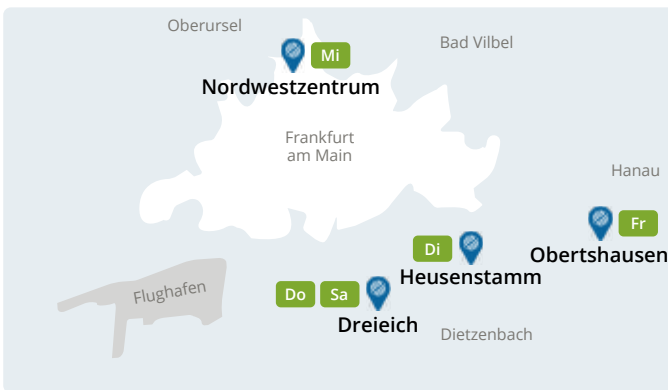 Oberursel
Bad Vilbel
Mi
Nordwestzentrum
Frankfurt
am Main
Hanau
Fr
Obertshausen
Di
Heusenstamm
Flughafen
Do Sa
Dreieich
Dietzenbach